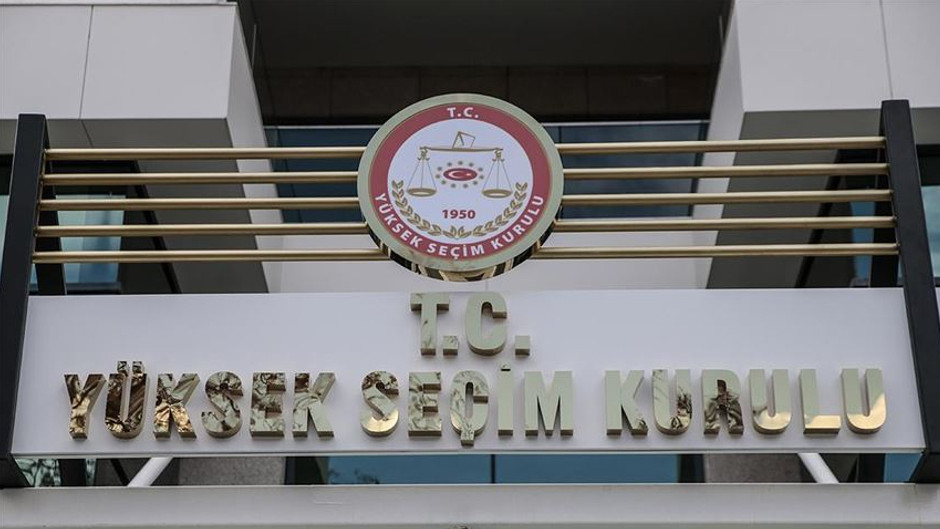 T.C.
1950
YÜKSEK SEÇİM KURULU
T.C.
YÜKSEK SEÇİM KURULU